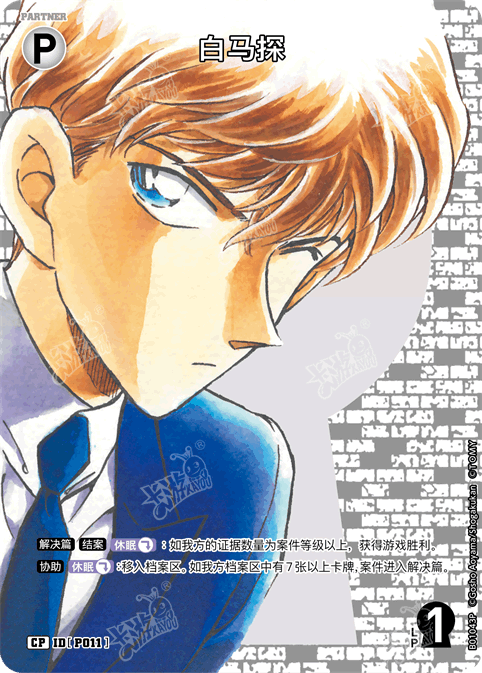 PARTNER
P
白马探
解决篇 结案 休眠 ：如我方的证据数量为案件等级以上，获得游戏胜利。
协助 休眠 :移入档案区。如我方档案区中有7张以上卡牌,案件进入解决篇。
CP ID[ P011 ]
LP 1
B01043P ©Gosho Aoyama/Shogakukan ©TOMY